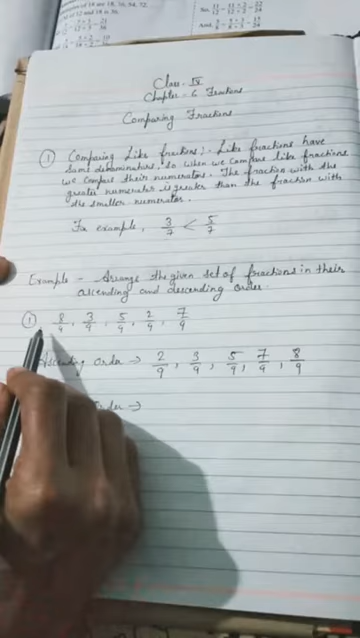 Class - IV
Chapter - 6 Fractions
Comparing Fractions
① Comparing Like fractions :- Like fractions have
same denominators. So when we compare like fractions
we compare their numerators. The fraction with the
greater numerator is greater than the fraction with
the smaller numerator.
For example, 3/7 < 5/7
Example - Arrange the given set of fractions in their
ascending and descending order.
① 8/9, 3/9, 5/9, 2/9, 7/9
Ascending Order → 2/9, 3/9, 5/9, 7/9, 8/9
Order →